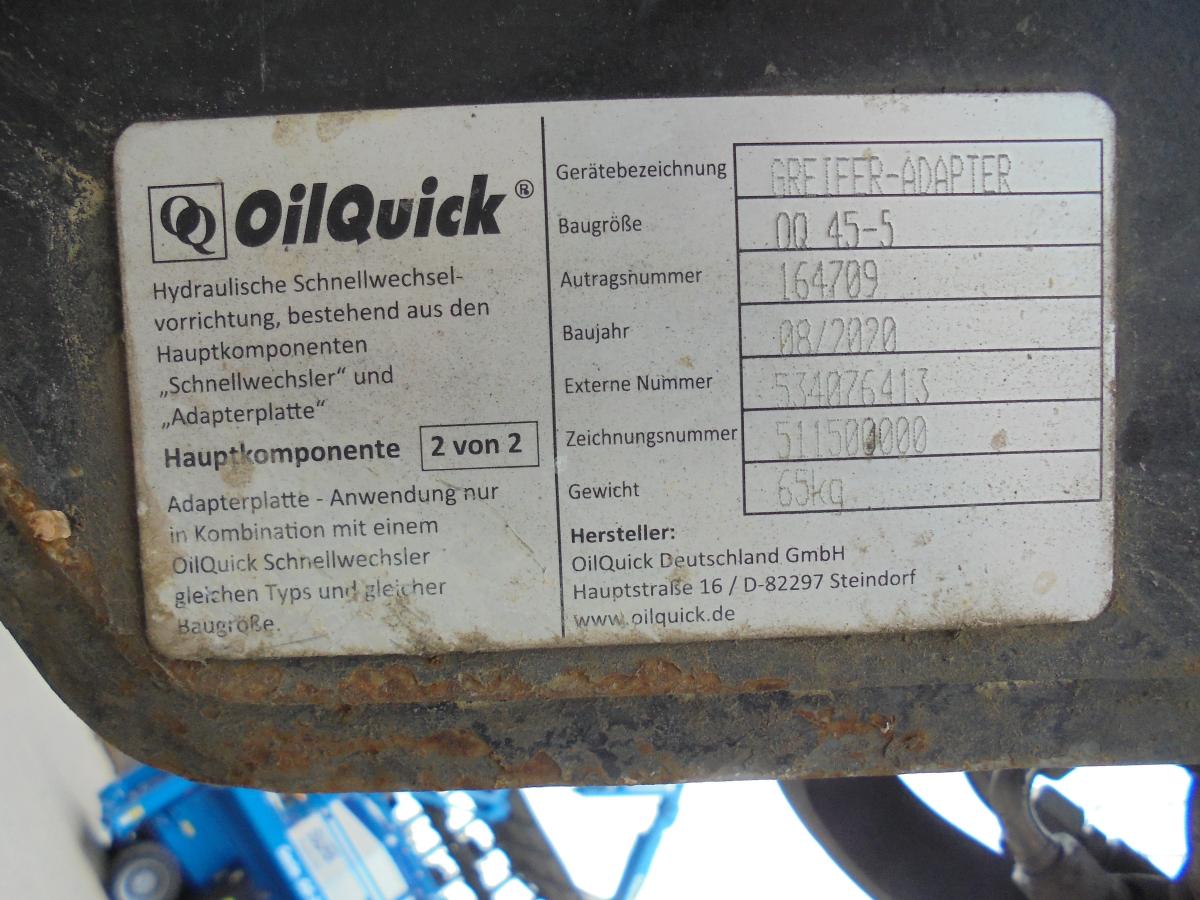 OilQuick®
Hydraulische Schnellwechsel-
vorrichtung, bestehend aus den
Hauptkomponenten
„Schnellwechsler“ und
„Adapterplatte“
Hauptkomponente 2 von 2
Adapterplatte - Anwendung nur
in Kombination mit einem
OilQuick Schnellwechsler
gleichen Typs und gleicher
Baugröße.
Gerätebezeichnung GREIFER-ADAPTER
Baugröße OQ 45-5
Autragsnummer 164709
Baujahr 08/2020
Externe Nummer 534076413
Zeichnungsnummer 511500000
Gewicht 65kg
Hersteller:
OilQuick Deutschland GmbH
Hauptstraße 16 / D-82297 Steindorf
www.oilquick.de